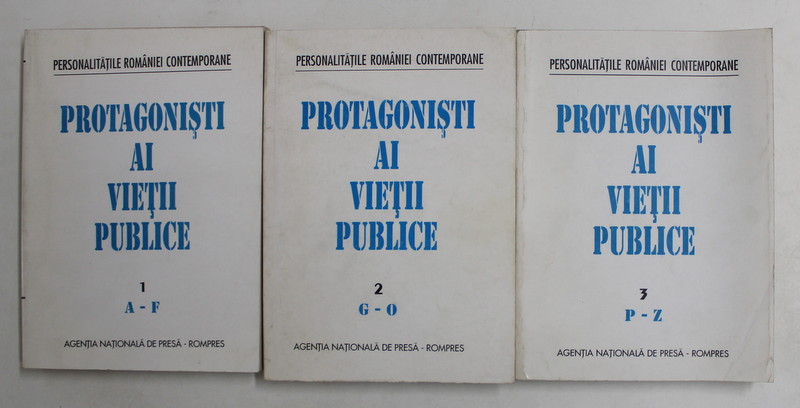 PERSONALITĂȚILE ROMÂNIEI CONTEMPORANE
PROTAGONIȘTI
AI
VIEȚII
PUBLICE
1
A - F
AGENȚIA NAȚIONALĂ DE PRESĂ - ROMPRES
PERSONALITĂȚILE ROMÂNIEI CONTEMPORANE
PROTAGONIȘTI
AI
VIEȚII
PUBLICE
2
G - O
AGENȚIA NAȚIONALĂ DE PRESĂ - ROMPRES
PERSONALITĂȚILE ROMÂNIEI CONTEMPORANE
PROTAGONIȘTI
AI
VIEȚII
PUBLICE
3
P - Z
AGENȚIA NAȚIONALĂ DE PRESĂ - ROMPRES